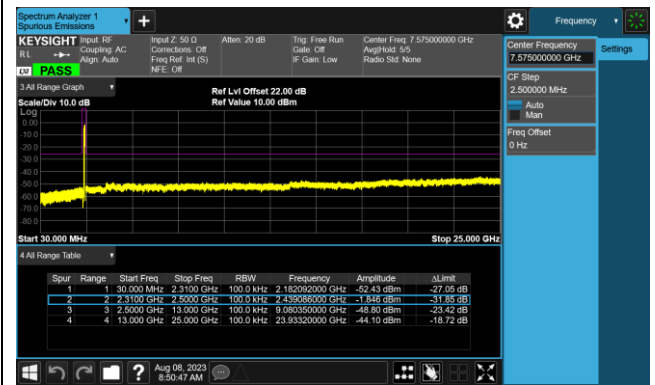 Spectrum Analyzer 1
Spurious Emissions
Frequency
KEYSIGHT
RL
Input: RF
Coupling: AC
Align: Auto
Input Z: 50 Ω
Corrections: Off
Freq Ref: Int (S)
NFE: Off
Atten: 20 dB
Trig: Free Run
Gate: Off
IF Gain: Low
Center Freq: 7.575000000 GHz
Avg|Hold: 5/5
Radio Std: None
PASS
Center Frequency
7.575000000 GHz
Settings
CF Step
2.500000 MHz
Auto
Man
Freq Offset
0 Hz
3 All Range Graph
Scale/Div 10.0 dB
Ref Lvl Offset 22.00 dB
Ref Value 10.00 dBm
Log
0.00
-10.0
-20.0
-30.0
-40.0
-50.0
-60.0
-70.0
-80.0
Start 30.000 MHz
Stop 25.000 GHz
4 All Range Table
Spur Range Start Freq Stop Freq RBW Frequency Amplitude ΔLimit
1 1 30.000 MHz 2.3100 GHz 100.0 kHz 2.182092000 GHz -52.43 dBm -27.05 dB
2 2 2.3100 GHz 2.5000 GHz 100.0 kHz 2.439086000 GHz -1.846 dBm -31.85 dB
3 3 2.5000 GHz 13.000 GHz 100.0 kHz 9.080350000 GHz -48.80 dBm -23.42 dB
4 4 13.000 GHz 25.000 GHz 100.0 kHz 23.93320000 GHz -44.10 dBm -18.72 dB
Aug 08, 2023
8:50:47 AM